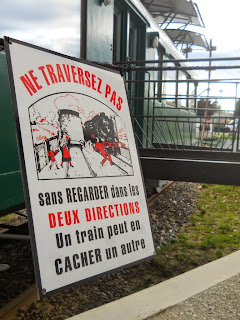 NE TRAVERSEZ PAS
sans REGARDER dans les
DEUX DIRECTIONS
Un train peut en
CACHER un autre